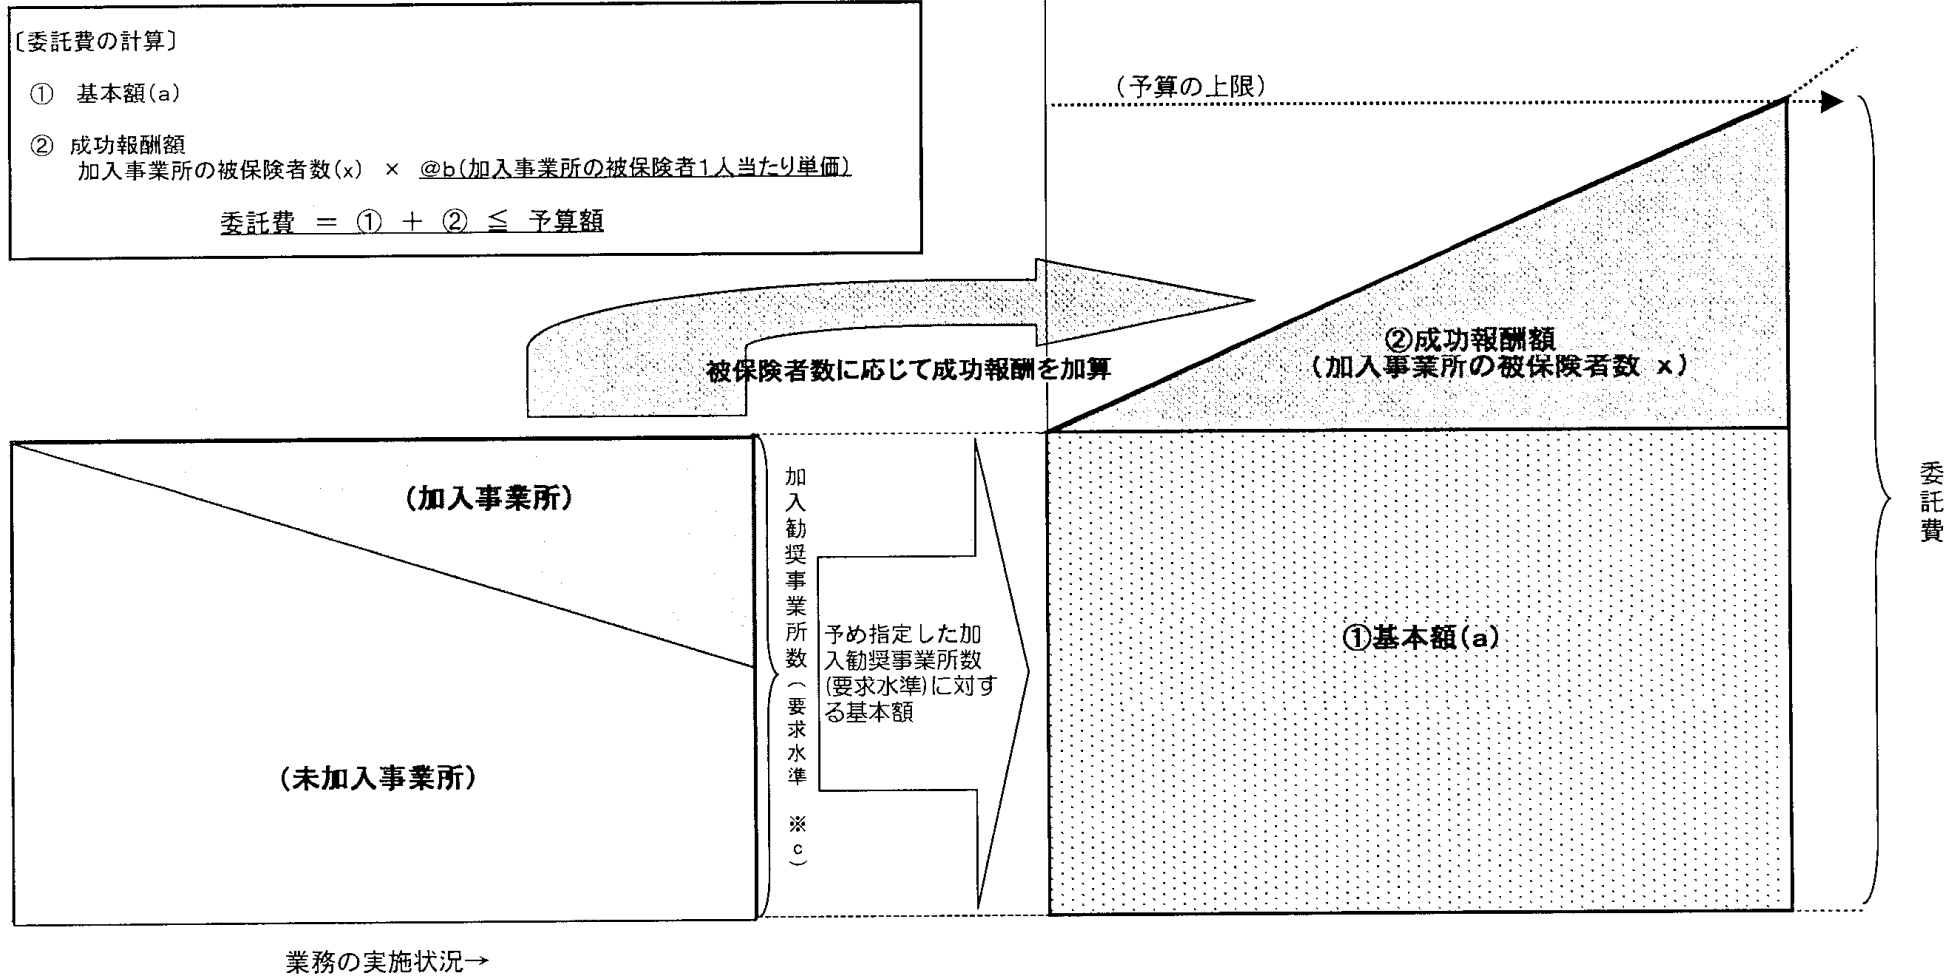 〔委託費の計算〕
① 基本額(a)
② 成功報酬額
加入事業所の被保険者数(x) × @b(加入事業所の被保険者1人当たり単価)
委託費 = ① + ② ≦ 予算額
(予算の上限)
被保険者数に応じて成功報酬を加算
②成功報酬額
(加入事業所の被保険者数 x)
(加入事業所)
(未加入事業所)
加入勧奨事業所数(要求水準 ※c)
予め指定した加
入勧奨事業所数
(要求水準)に対す
る基本額
①基本額(a)
委託費
業務の実施状況→